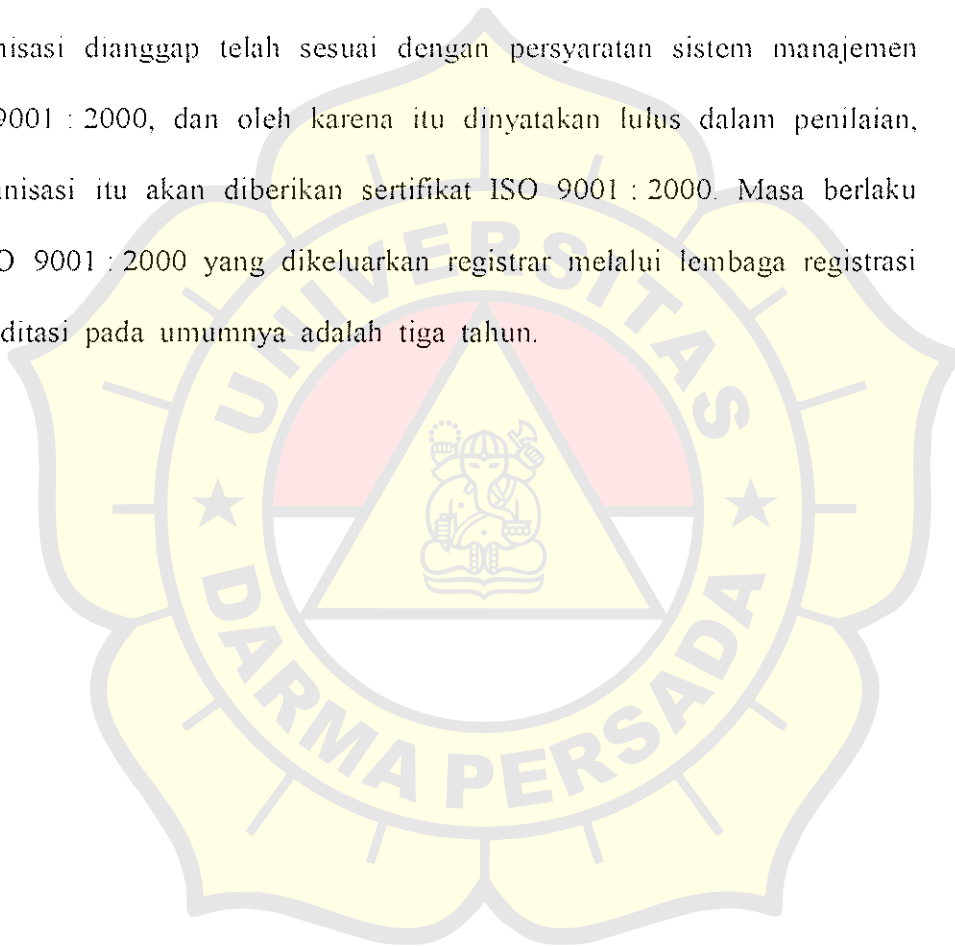 nisasi dianggap telah sesuai dengan persyaratan sistem manajemen
9001 : 2000, dan oleh karena itu dinyatakan lulus dalam penilaian,
anisasi itu akan diberikan sertifikat ISO 9001 : 2000. Masa berlaku
O 9001 : 2000 yang dikeluarkan registrar melalui lembaga registrasi
editasi pada umumnya adalah tiga tahun.
UNIVERSITAS
DARMA PERSADA